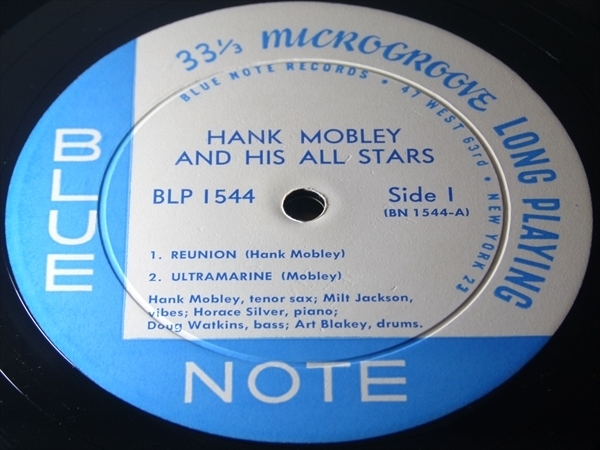 33⅓ MICROGROOVE LONG PLAYING
BLUE NOTE RECORDS • 47 WEST 63rd • NEW YORK 23
HANK MOBLEY
AND HIS ALL STARS
BLP 1544
Side 1
(BN 1544-A)
1. REUNION (Hank Mobley)
2. ULTRAMARINE (Mobley)
Hank Mobley, tenor sax; Milt Jackson,
vibes; Horace Silver, piano;
Doug Watkins, bass; Art Blakey, drums.
BLUE
NOTE